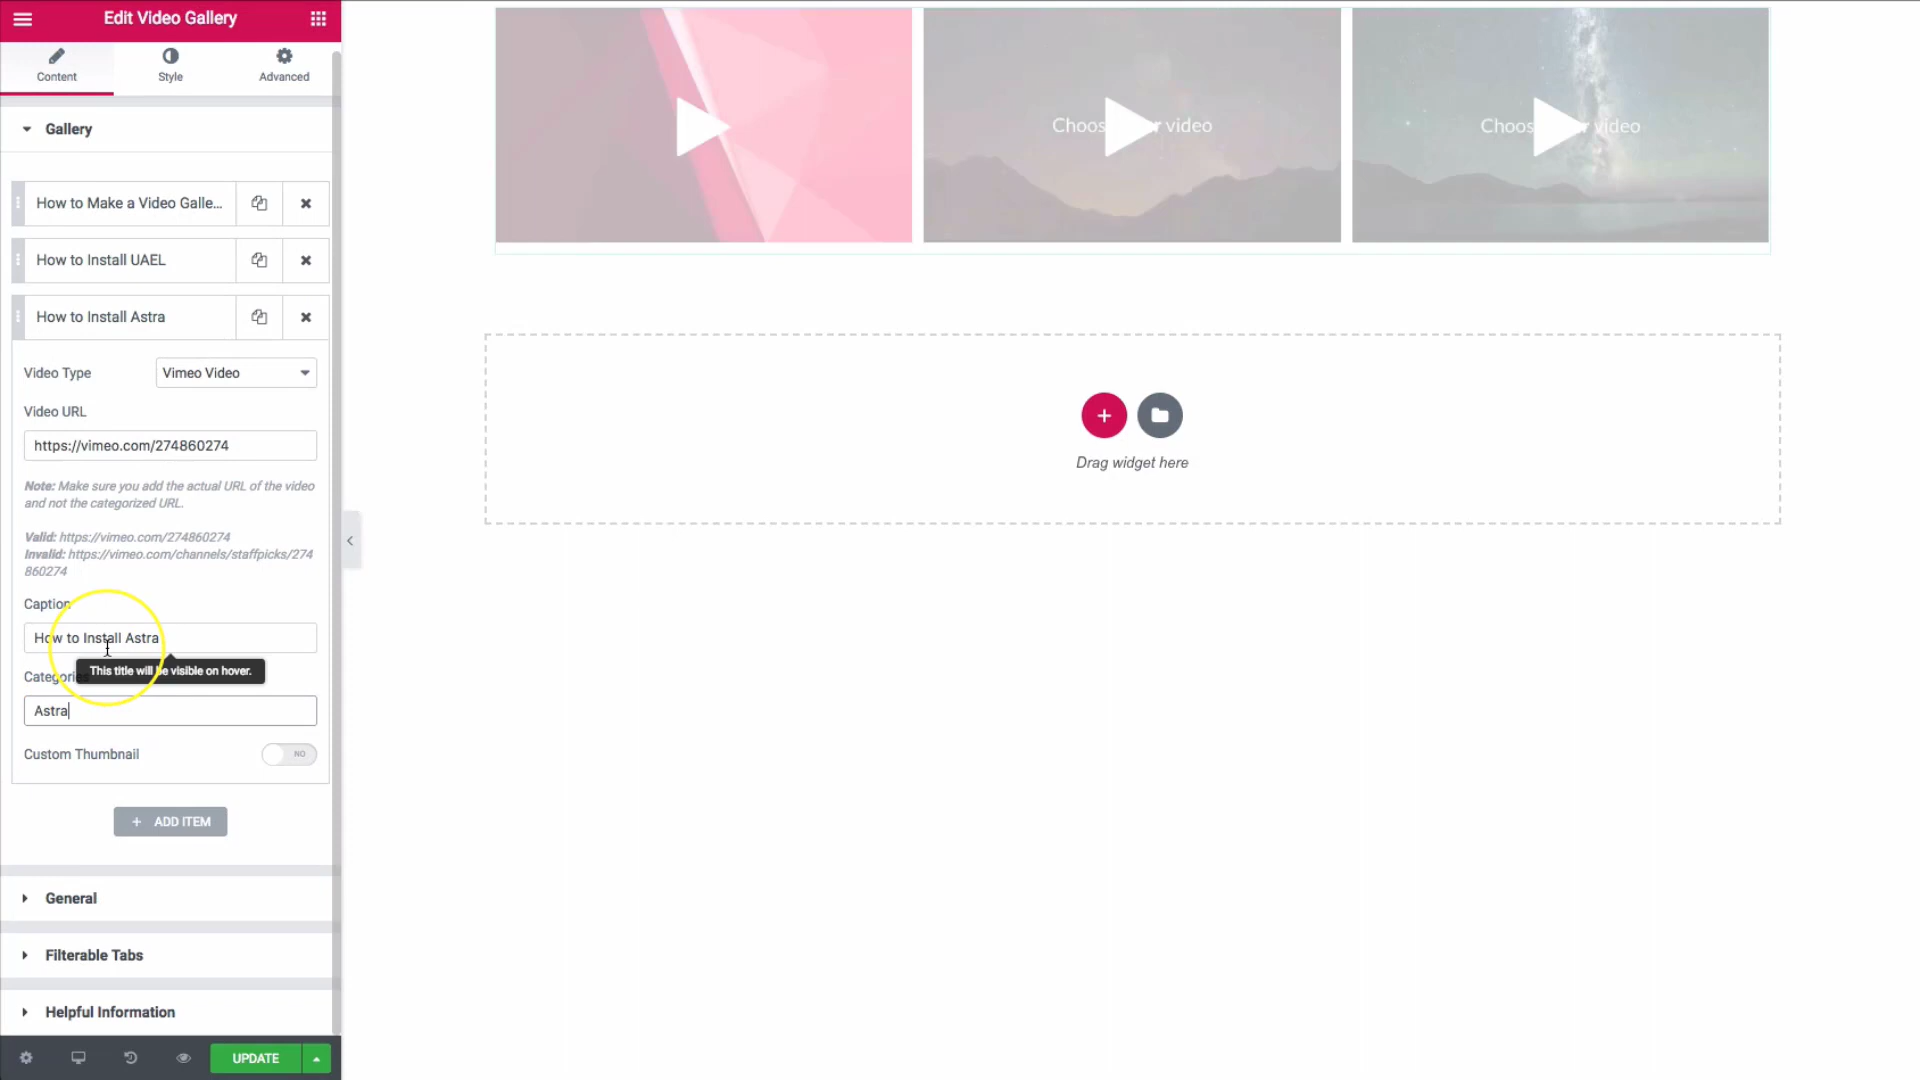 Edit Video Gallery
Content
Style
Advanced
Gallery
How to Make a Video Galle...
How to Install UAEL
How to Install Astra
Video Type
Vimeo Video
Video URL
https://vimeo.com/274860274
Note: Make sure you add the actual URL of the video
and not the categorized URL.
Valid: https://vimeo.com/274860274
Invalid: https://vimeo.com/channels/staffpicks/274
860274
Caption
How to Install Astra
This title will be visible on hover.
Astra
Custom Thumbnail
NO
+ ADD ITEM
General
Filterable Tabs
Helpful Information
UPDATE
video
video
Drag widget here